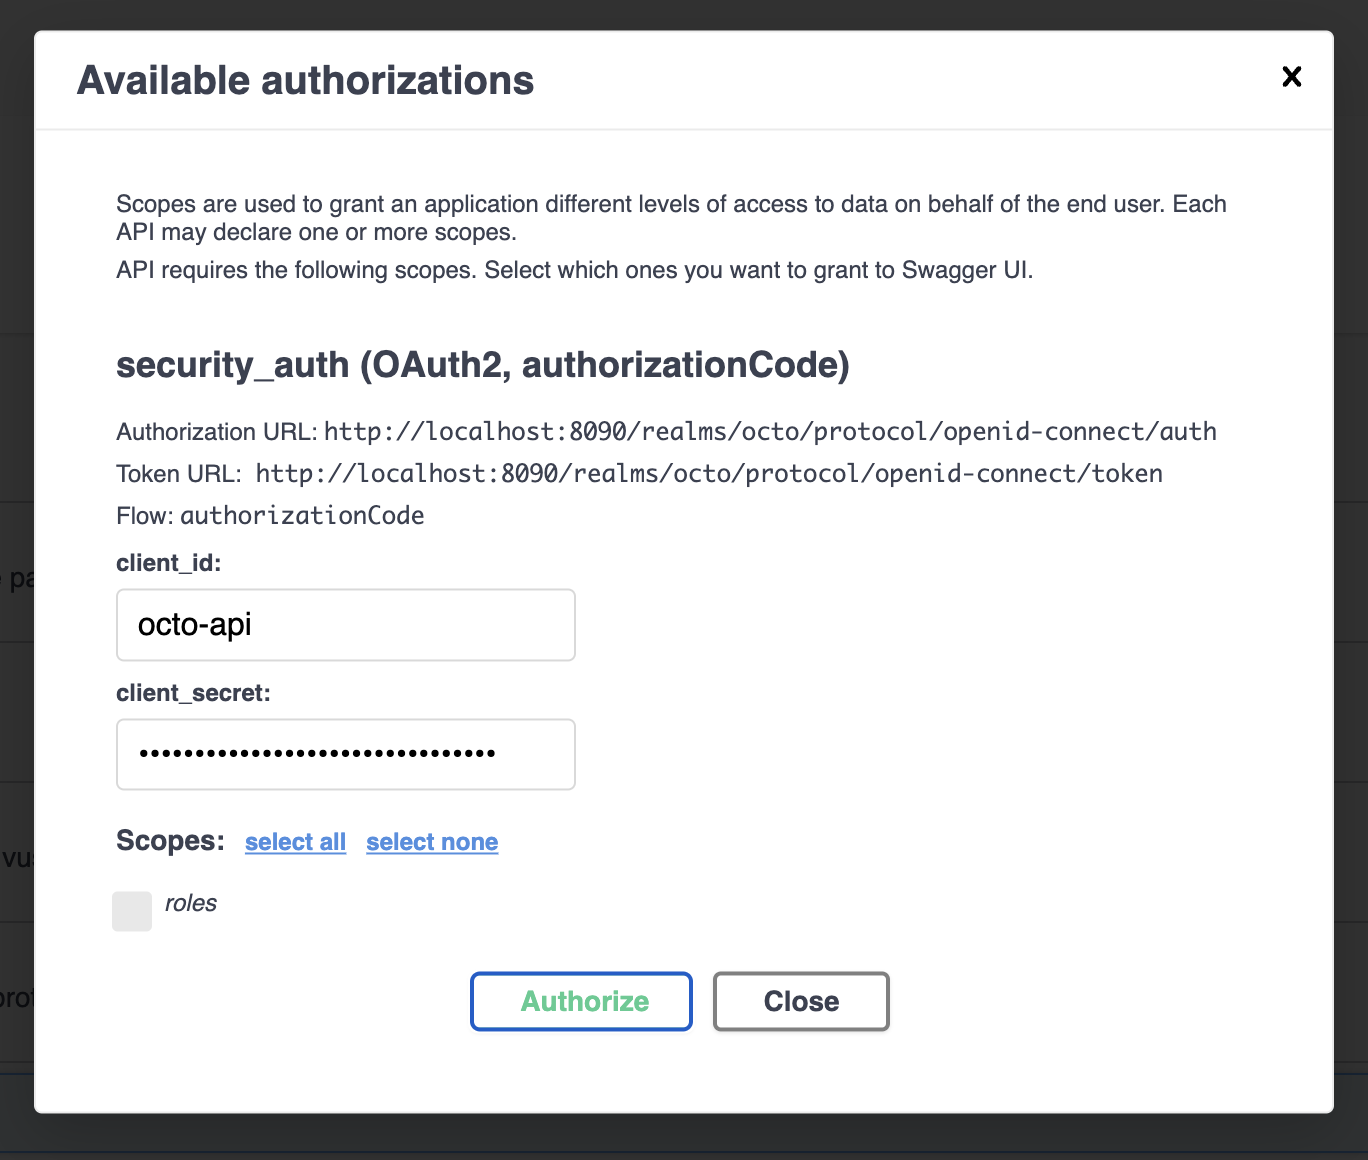 Available authorizations
x
Scopes are used to grant an application different levels of access to data on behalf of the end user. Each
API may declare one or more scopes.
API requires the following scopes. Select which ones you want to grant to Swagger UI.
security_auth (OAuth2, authorizationCode)
Authorization URL: http://localhost:8090/realms/octo/protocol/openid-connect/auth
Token URL: http://localhost:8090/realms/octo/protocol/openid-connect/token
Flow: authorizationCode
client_id:
octo-api
client_secret:
••••••••••••••••••••••••••••••••
Scopes: select all select none
roles
Authorize Close